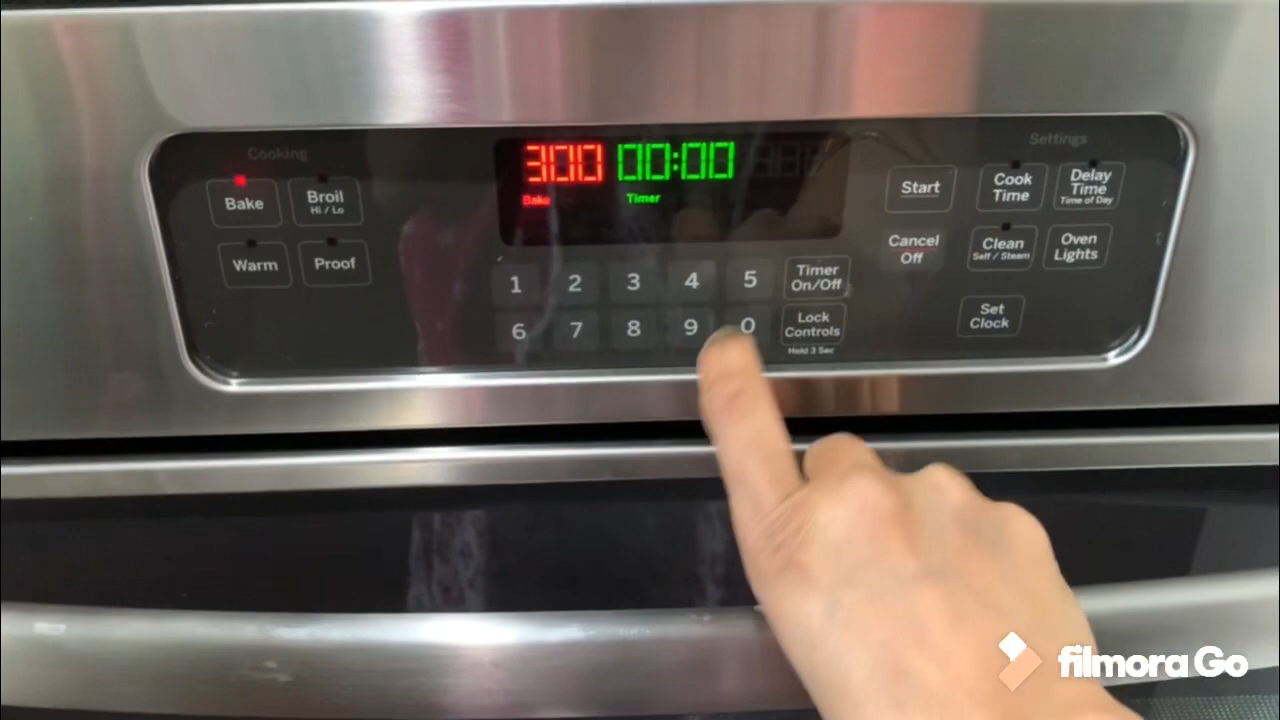 Cooking
Bake
Broil
Hi / Lo
Warm
Proof
300 00:00
Bake Timer
1 2 3 4 5
6 7 8 9 0
Timer
On/Off
Lock
Controls
Hold 3 Sec
Settings
Start
Cook
Time
Delay
Time
Time of Day
Cancel
Off
Clean
Self / Steam
Oven
Lights
Set
Clock
filmora Go